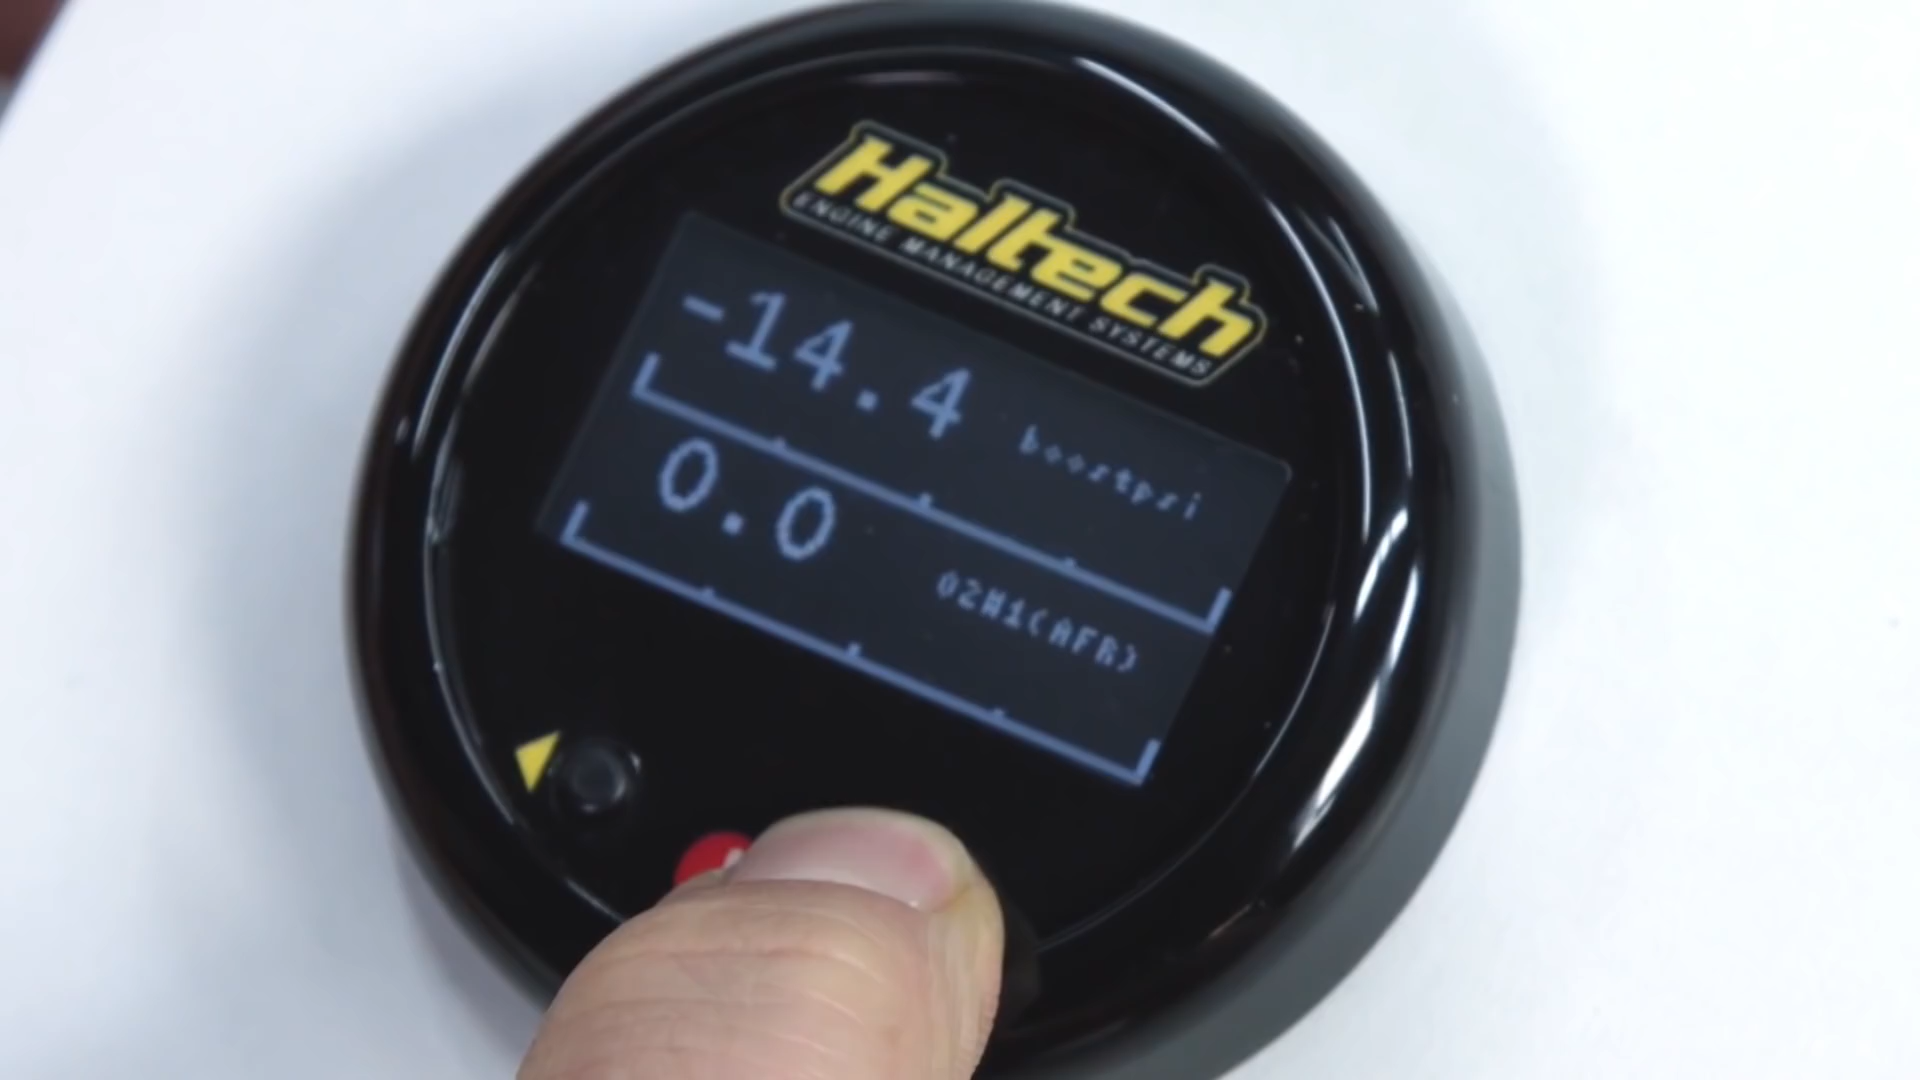 Haltech
ENGINE MANAGEMENT SYSTEMS
-14.4 boostpsi
0.0 O2W1(AFR)